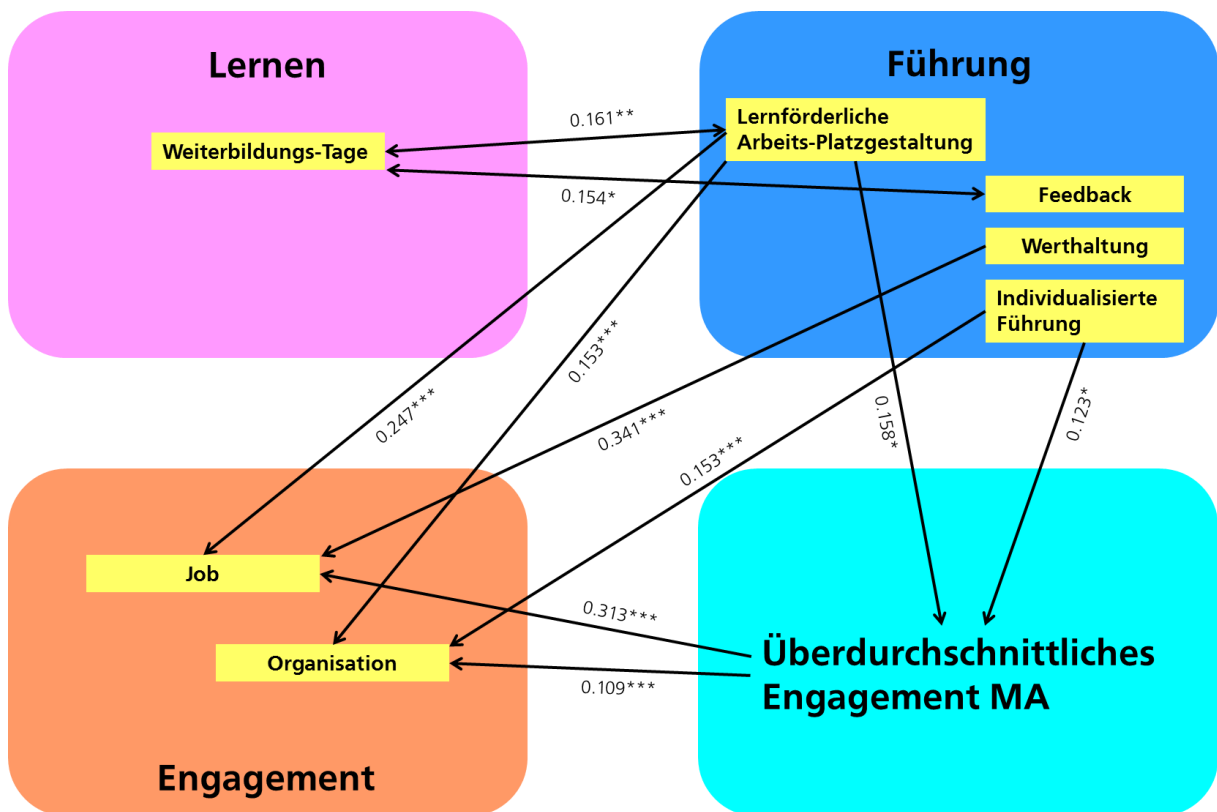 Lernen
Führung
Weiterbildungs-Tage
0.161**
Lernförderliche
Arbeits-Platzgestaltung
0.154*
Feedback
Werthaltung
Individualisierte
Führung
0.247***
0.153***
0.341***
0.153***
0.158*
0.123*
Job
0.313***
Organisation
0.109***
Überdurchschnittliches
Engagement MA
Engagement